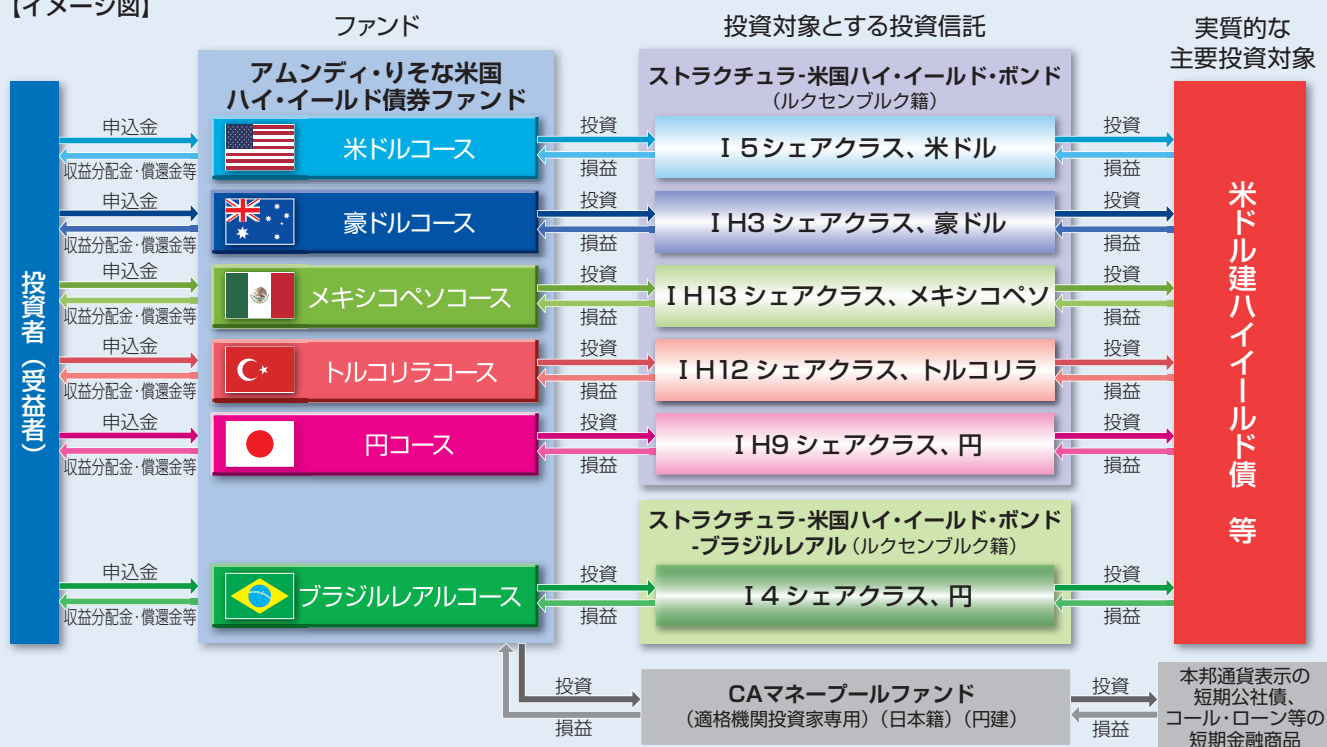 【イメージ図】
ファンド
投資対象とする投資信託
実質的な
主要投資対象
アムンディ・りそな米国
ハイ・イールド債券ファンド
ストラクチュラ-米国ハイ・イールド・ボンド
(ルクセンブルク籍)
投資者(受益者)
申込金
収益分配金・償還金等
米ドルコース
投資
損益
I 5シェアクラス、米ドル
投資
損益
申込金
収益分配金・償還金等
豪ドルコース
投資
損益
I H3 シェアクラス、豪ドル
投資
損益
申込金
収益分配金・償還金等
メキシコペソコース
投資
損益
I H13 シェアクラス、メキシコペソ
投資
損益
申込金
収益分配金・償還金等
トルコリラコース
投資
損益
I H12 シェアクラス、トルコリラ
投資
損益
申込金
収益分配金・償還金等
円コース
投資
損益
I H9 シェアクラス、円
投資
損益
米ドル建ハイイールド債 等
ストラクチュラ-米国ハイ・イールド・ボンド
-ブラジルレアル(ルクセンブルク籍)
申込金
収益分配金・償還金等
ブラジルレアルコース
投資
損益
I 4 シェアクラス、円
投資
損益
投資
損益
CAマネープールファンド
(適格機関投資家専用)(日本籍)(円建)
投資
損益
本邦通貨表示の
短期公社債、
コール・ローン等の
短期金融商品